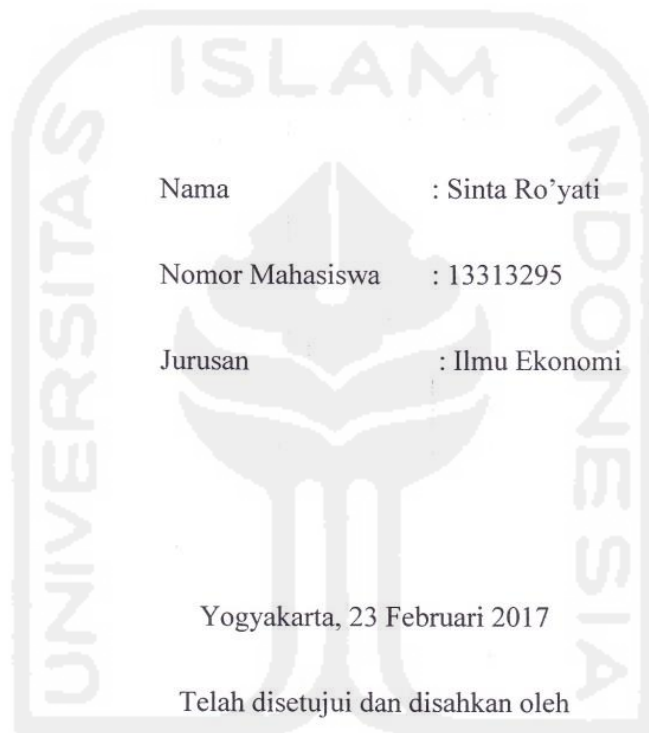 UNIVERSITAS ISLAM INDONESIA
Nama : Sinta Ro’yati
Nomor Mahasiswa : 13313295
Jurusan : Ilmu Ekonomi
Yogyakarta, 23 Februari 2017
Telah disetujui dan disahkan oleh